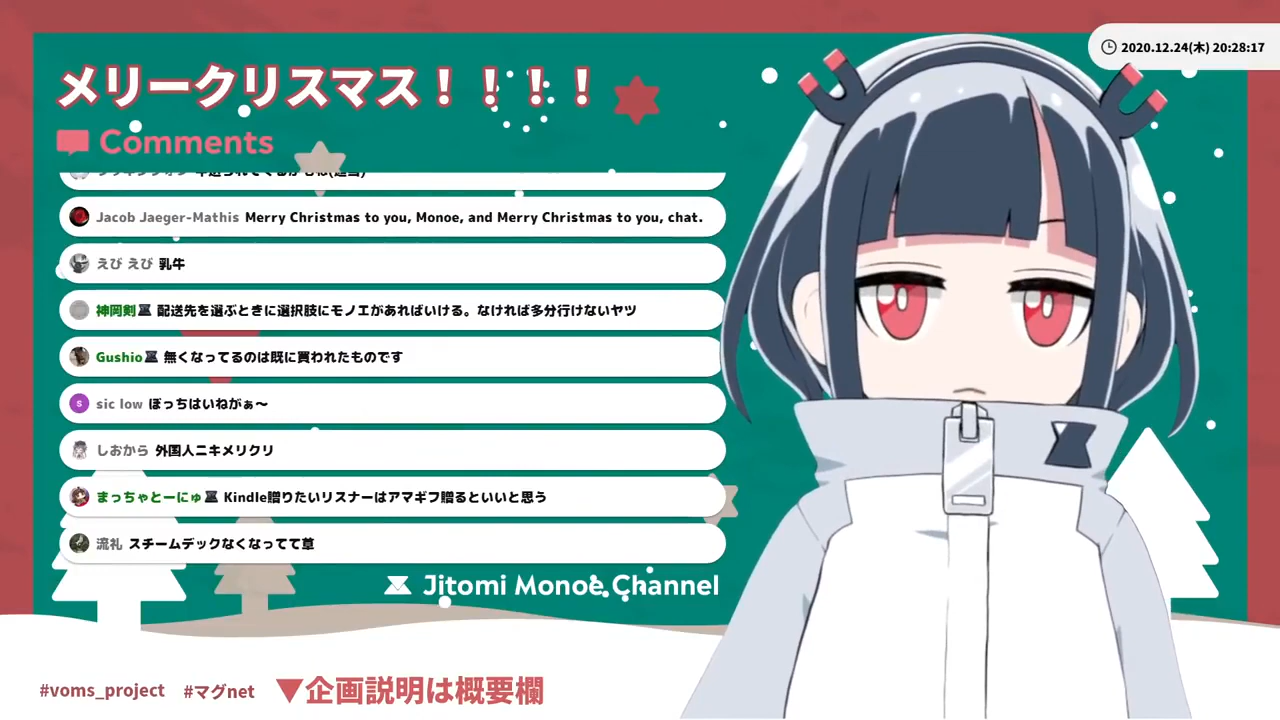 2020.12.24(木) 20:28:17
メリークリスマス！！！！
Comments
Jacob Jaeger-Mathis Merry Christmas to you, Monoe, and Merry Christmas to you, chat.
えび えび 乳牛
神岡剣 配送先を選ぶときに選択肢にモノエがあればいける。なければ多分行けないヤツ
Gushio 無くなってるのは既に買われたものです
S sic low ぼっちはいねがぁ～
しおから 外国人ニキメリクリ
まっちゃとーにゅ Kindle贈りたいリスナーはアマギフ贈るといいと思う
流礼 スチームデックなくなってて草
Jitomi Monoe Channel
#voms_project #マグnet ▼企画説明は概要欄